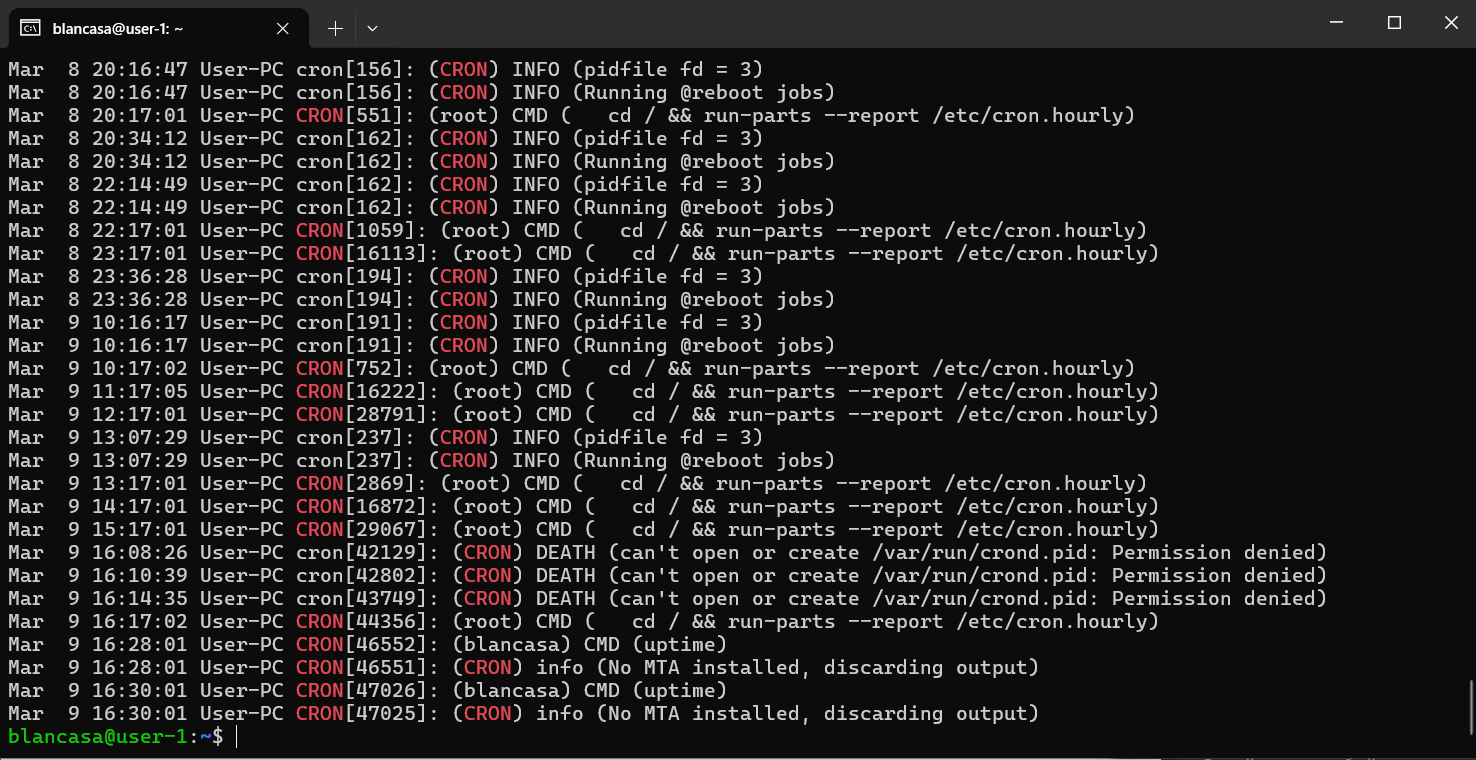 blancasa@user-1: ~
Mar  8 20:16:47 User-PC cron[156]: (CRON) INFO (pidfile fd = 3)
Mar  8 20:16:47 User-PC cron[156]: (CRON) INFO (Running @reboot jobs)
Mar  8 20:17:01 User-PC CRON[551]: (root) CMD (   cd / && run-parts --report /etc/cron.hourly)
Mar  8 20:34:12 User-PC cron[162]: (CRON) INFO (pidfile fd = 3)
Mar  8 20:34:12 User-PC cron[162]: (CRON) INFO (Running @reboot jobs)
Mar  8 22:14:49 User-PC cron[162]: (CRON) INFO (pidfile fd = 3)
Mar  8 22:14:49 User-PC cron[162]: (CRON) INFO (Running @reboot jobs)
Mar  8 22:17:01 User-PC CRON[1059]: (root) CMD (   cd / && run-parts --report /etc/cron.hourly)
Mar  8 23:17:01 User-PC CRON[16113]: (root) CMD (   cd / && run-parts --report /etc/cron.hourly)
Mar  8 23:36:28 User-PC cron[194]: (CRON) INFO (pidfile fd = 3)
Mar  8 23:36:28 User-PC cron[194]: (CRON) INFO (Running @reboot jobs)
Mar  9 10:16:17 User-PC cron[191]: (CRON) INFO (pidfile fd = 3)
Mar  9 10:16:17 User-PC cron[191]: (CRON) INFO (Running @reboot jobs)
Mar  9 10:17:02 User-PC CRON[752]: (root) CMD (   cd / && run-parts --report /etc/cron.hourly)
Mar  9 11:17:05 User-PC CRON[16222]: (root) CMD (   cd / && run-parts --report /etc/cron.hourly)
Mar  9 12:17:01 User-PC CRON[28791]: (root) CMD (   cd / && run-parts --report /etc/cron.hourly)
Mar  9 13:07:29 User-PC cron[237]: (CRON) INFO (pidfile fd = 3)
Mar  9 13:07:29 User-PC cron[237]: (CRON) INFO (Running @reboot jobs)
Mar  9 13:17:01 User-PC CRON[2869]: (root) CMD (   cd / && run-parts --report /etc/cron.hourly)
Mar  9 14:17:01 User-PC CRON[16872]: (root) CMD (   cd / && run-parts --report /etc/cron.hourly)
Mar  9 15:17:01 User-PC CRON[29067]: (root) CMD (   cd / && run-parts --report /etc/cron.hourly)
Mar  9 16:08:26 User-PC cron[42129]: (CRON) DEATH (can't open or create /var/run/crond.pid: Permission denied)
Mar  9 16:10:39 User-PC cron[42802]: (CRON) DEATH (can't open or create /var/run/crond.pid: Permission denied)
Mar  9 16:14:35 User-PC cron[43749]: (CRON) DEATH (can't open or create /var/run/crond.pid: Permission denied)
Mar  9 16:17:02 User-PC CRON[44356]: (root) CMD (   cd / && run-parts --report /etc/cron.hourly)
Mar  9 16:28:01 User-PC CRON[46552]: (blancasa) CMD (uptime)
Mar  9 16:28:01 User-PC CRON[46551]: (CRON) info (No MTA installed, discarding output)
Mar  9 16:30:01 User-PC CRON[47026]: (blancasa) CMD (uptime)
Mar  9 16:30:01 User-PC CRON[47025]: (CRON) info (No MTA installed, discarding output)
blancasa@user-1:~$